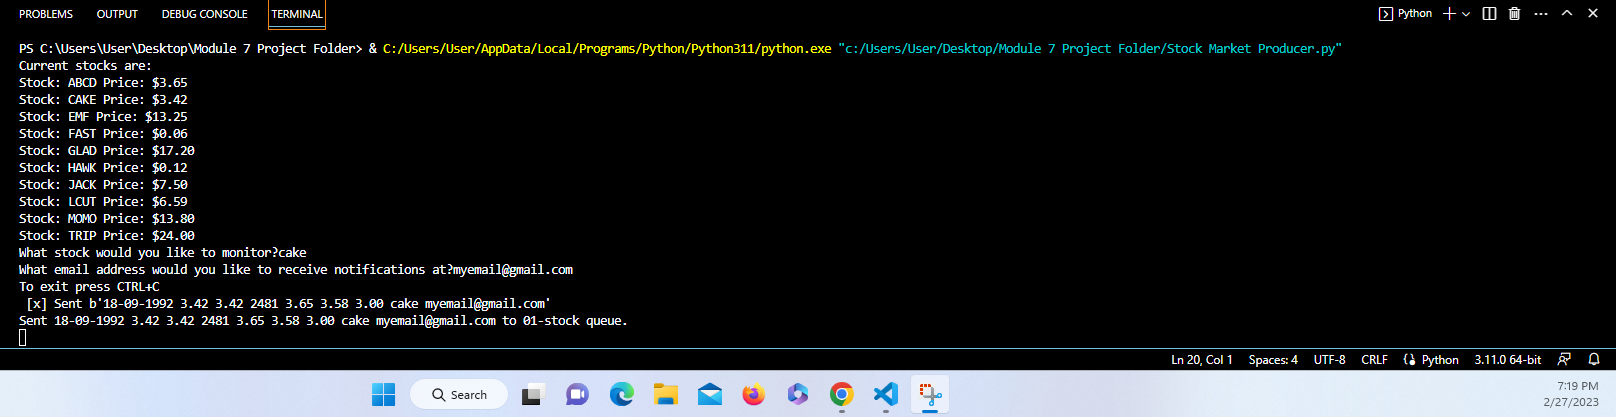 PROBLEMS OUTPUT DEBUG CONSOLE TERMINAL Python
PS C:\Users\User\Desktop\Module 7 Project Folder> & C:/Users/User/AppData/Local/Programs/Python/Python311/python.exe "c:/Users/User/Desktop/Module 7 Project Folder/Stock Market Producer.py"
Current stocks are:
Stock: ABCD Price: $3.65
Stock: CAKE Price: $3.42
Stock: EMF Price: $13.25
Stock: FAST Price: $0.06
Stock: GLAD Price: $17.20
Stock: HAWK Price: $0.12
Stock: JACK Price: $7.50
Stock: LCUT Price: $6.59
Stock: MOMO Price: $13.80
Stock: TRIP Price: $24.00
What stock would you like to monitor?cake
What email address would you like to receive notifications at?myemail@gmail.com
To exit press CTRL+C
 [x] Sent b'18-09-1992 3.42 3.42 2481 3.65 3.58 3.00 cake myemail@gmail.com'
Sent 18-09-1992 3.42 3.42 2481 3.65 3.58 3.00 cake myemail@gmail.com to 01-stock queue.
Ln 20, Col 1 Spaces: 4 UTF-8 CRLF Python 3.11.0 64-bit
Search
7:19 PM
2/27/2023